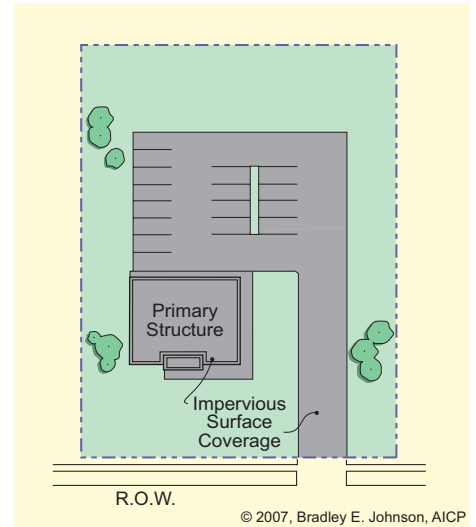 Primary
Structure
Impervious
Surface
Coverage
R.O.W.
© 2007, Bradley E. Johnson, AICP